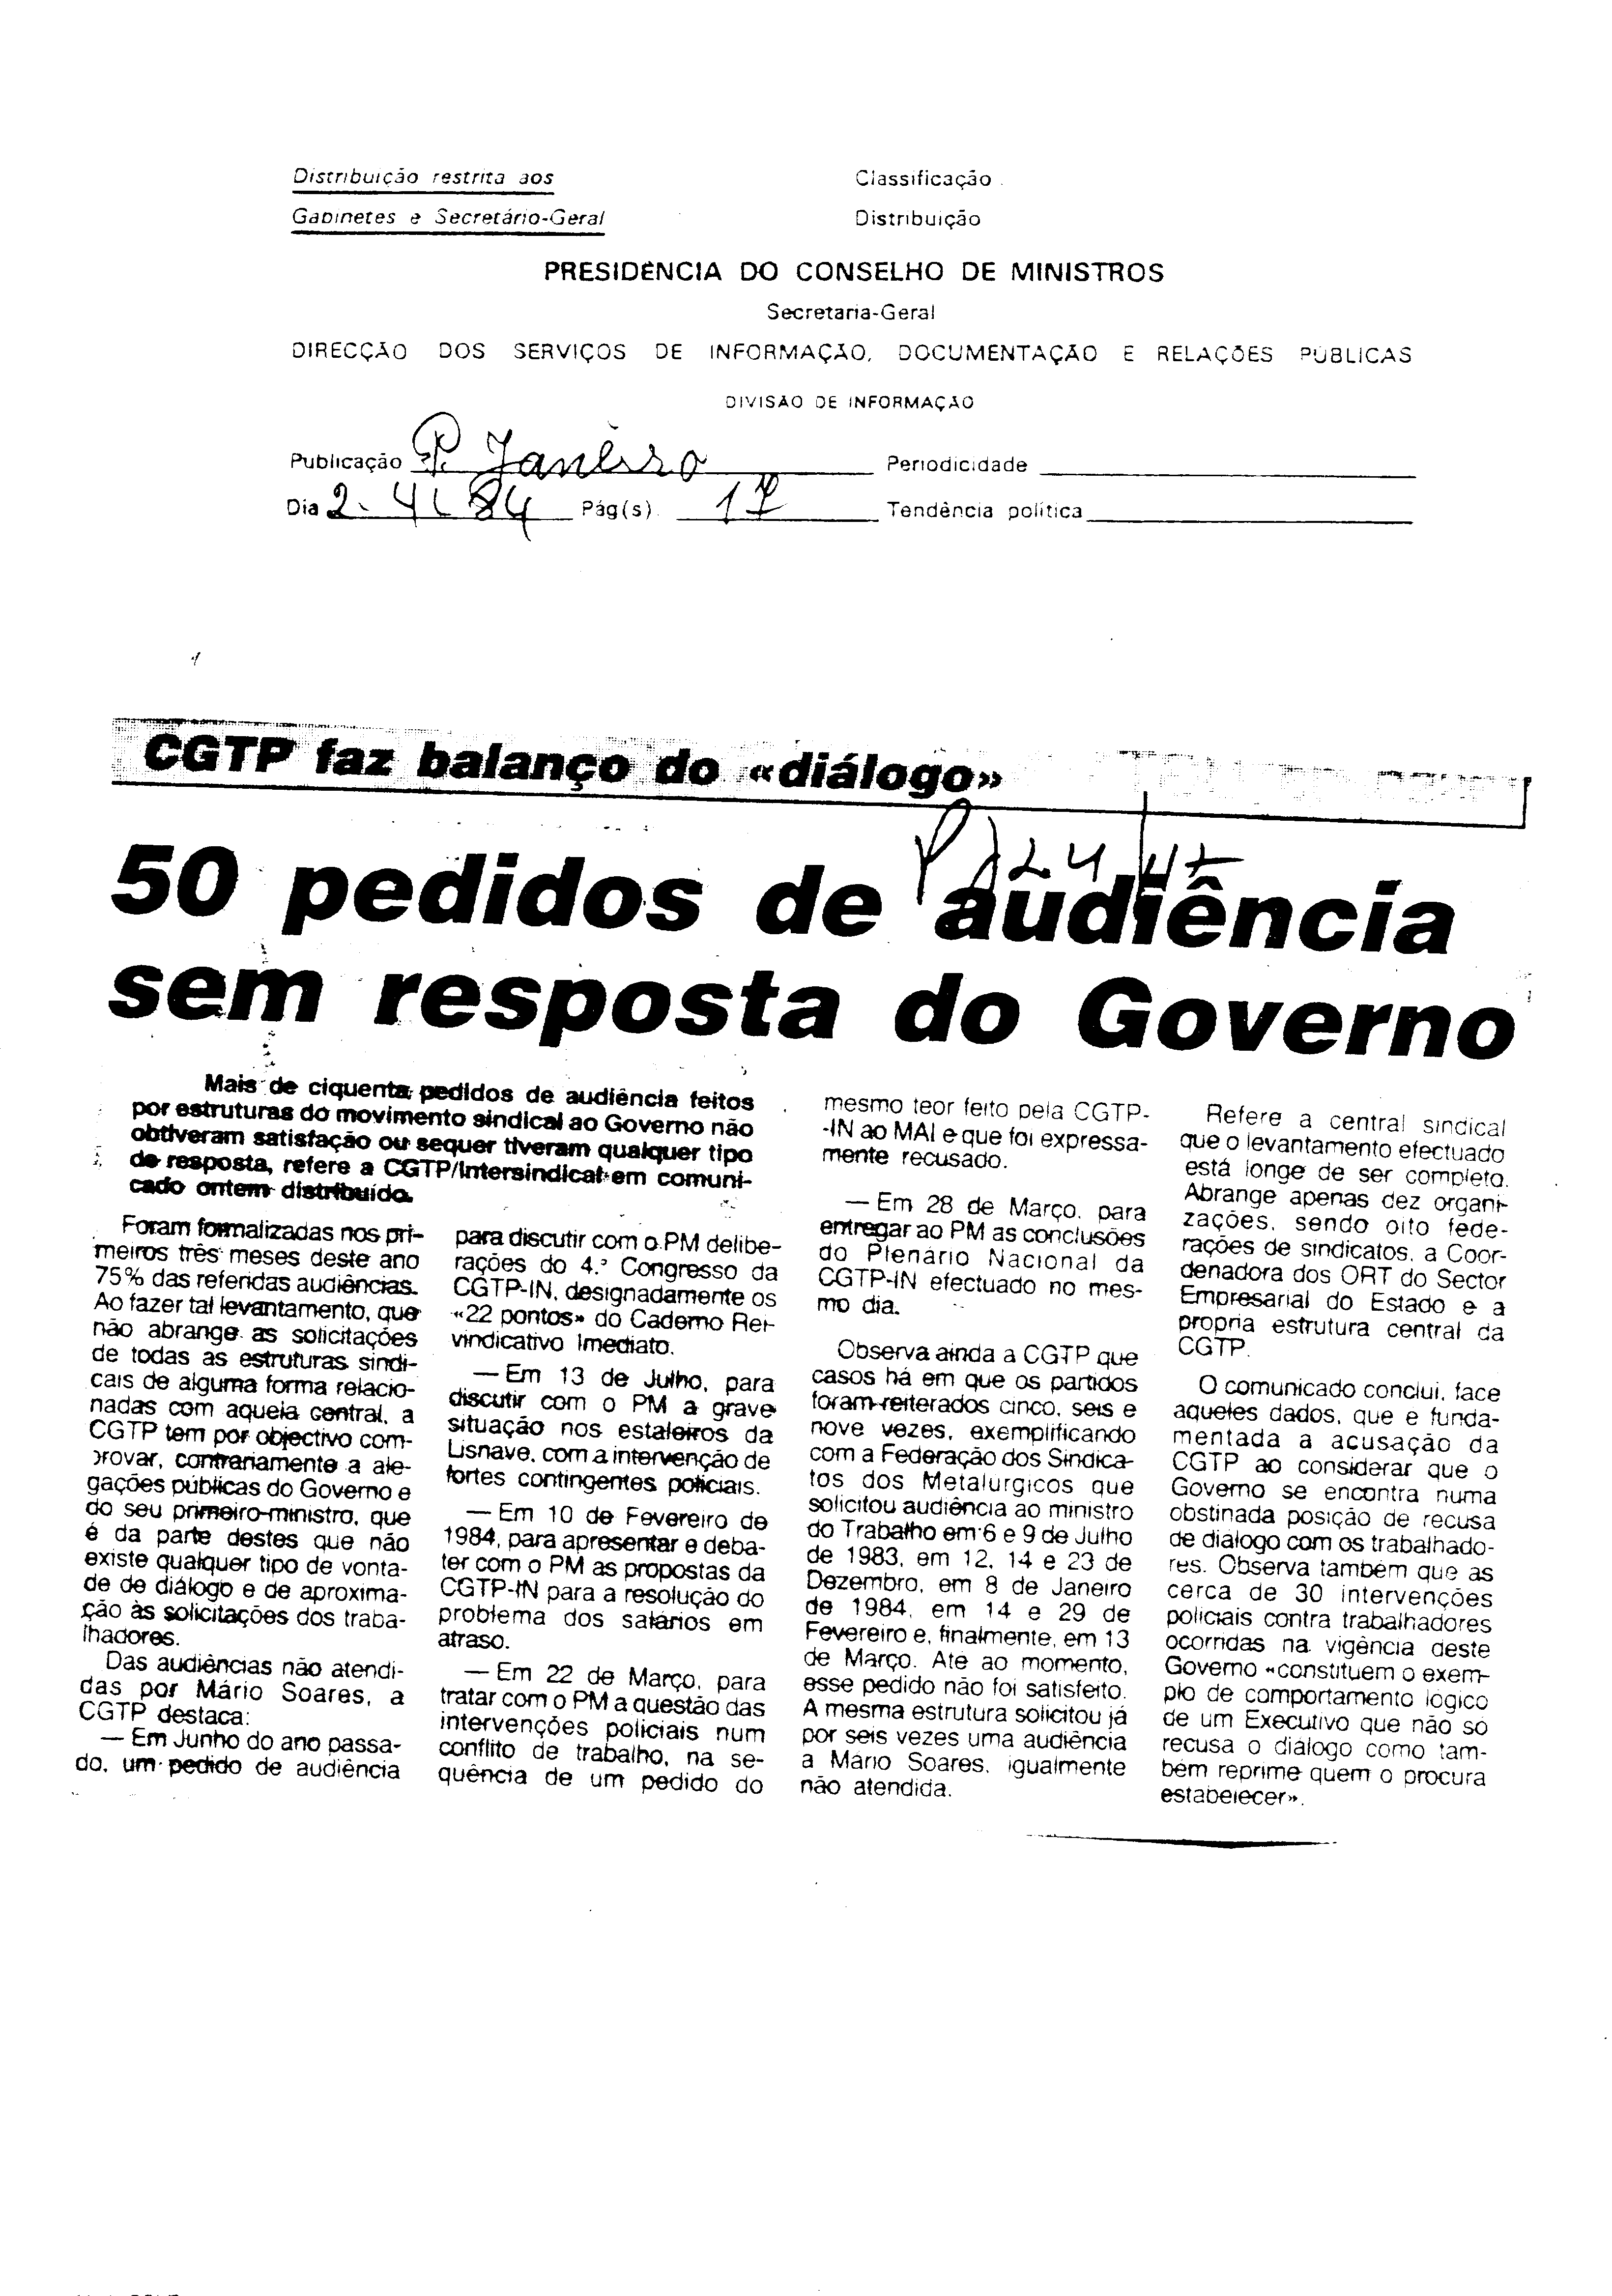 Distribuição restrita aos
Gabinetes e Secretário-Geral
Classificação
Distribuição
PRESIDÊNCIA DO CONSELHO DE MINISTROS
Secretaria-Geral
DIRECÇÃO DOS SERVIÇOS DE INFORMAÇÃO, DOCUMENTAÇÃO E RELAÇÕES PÚBLICAS
DIVISÃO DE INFORMAÇÃO
Publicação P. Janeiro Periodicidade
Dia 2. 4. 84 Pág(s). 17 Tendência política
CGTP faz balanço do «diálogo»
50 pedidos de audiência
sem resposta do Governo
Mais de ciquenta pedidos de audiência feitos
por estruturas do movimento sindical ao Governo não
obtiveram satisfação ou sequer tiveram qualquer tipo
de resposta, refere a CGTP/Intersindical em comuni-
cado ontem distribuído.
Foram formalizadas nos pri-
meiros três meses deste ano
75% das referidas audiências.
Ao fazer tal levantamento, que
não abrange as solicitações
de todas as estruturas sindi-
cais de alguma forma relacio-
nadas com aquela central, a
CGTP tem por objectivo com-
provar, contrariamente a ale-
gações públicas do Governo e
do seu primeiro-ministro, que
é da parte destes que não
existe qualquer tipo de vonta-
de de diálogo e de aproxima-
ção às solicitações dos traba-
lhadores.
Das audiências não atendi-
das por Mário Soares, a
CGTP destaca:
— Em Junho do ano passa-
do, um pedido de audiência
para discutir com o PM delibe-
rações do 4.º Congresso da
CGTP-IN, designadamente os
«22 pontos» do Caderno Rei-
vindicativo Imediato.
— Em 13 de Julho, para
discutir com o PM a grave
situação nos estaleiros da
Lisnave, com a intervenção de
fortes contingentes policiais.
— Em 10 de Fevereiro de
1984, para apresentar e deba-
ter com o PM as propostas da
CGTP-IN para a resolução do
problema dos salários em
atraso.
— Em 22 de Março, para
tratar com o PM a questão das
intervenções policiais num
conflito de trabalho, na se-
quência de um pedido do
mesmo teor feito pela CGTP-
-IN ao MAI e que foi expressa-
mente recusado.
— Em 28 de Março, para
entregar ao PM as conclusões
do Plenário Nacional da
CGTP-IN efectuado no mes-
mo dia.
Observa ainda a CGTP que
casos há em que os partidos
foram reiterados cinco, seis e
nove vezes, exemplificando
com a Federação dos Sindica-
tos dos Metalurgicos que
solicitou audiência ao ministro
do Trabalho em 6 e 9 de Julho
de 1983, em 12, 14 e 23 de
Dezembro, em 8 de Janeiro
de 1984, em 14 e 29 de
Fevereiro e, finalmente, em 13
de Março. Até ao momento,
esse pedido não foi satisfeito.
A mesma estrutura solicitou já
por seis vezes uma audiência
a Mário Soares, igualmente
não atendida.
Refere a central sindical
que o levantamento efectuado
está longe de ser completo.
Abrange apenas dez organi-
zações, sendo oito fede-
rações de sindicatos, a Coor-
denadora dos ORT do Sector
Empresarial do Estado e a
propria estrutura central da
CGTP.
O comunicado conclui, face
aqueles dados, que e funda-
mentada a acusação da
CGTP ao considerar que o
Governo se encontra numa
obstinada posição de recusa
de diálogo com os trabalhado-
res. Observa também que as
cerca de 30 intervenções
policiais contra trabalhadores
ocorridas na vigência deste
Governo «constituem o exem-
plo de comportamento lógico
de um Executivo que não só
recusa o diálogo como tam-
bém reprime quem o procura
estabelecer».